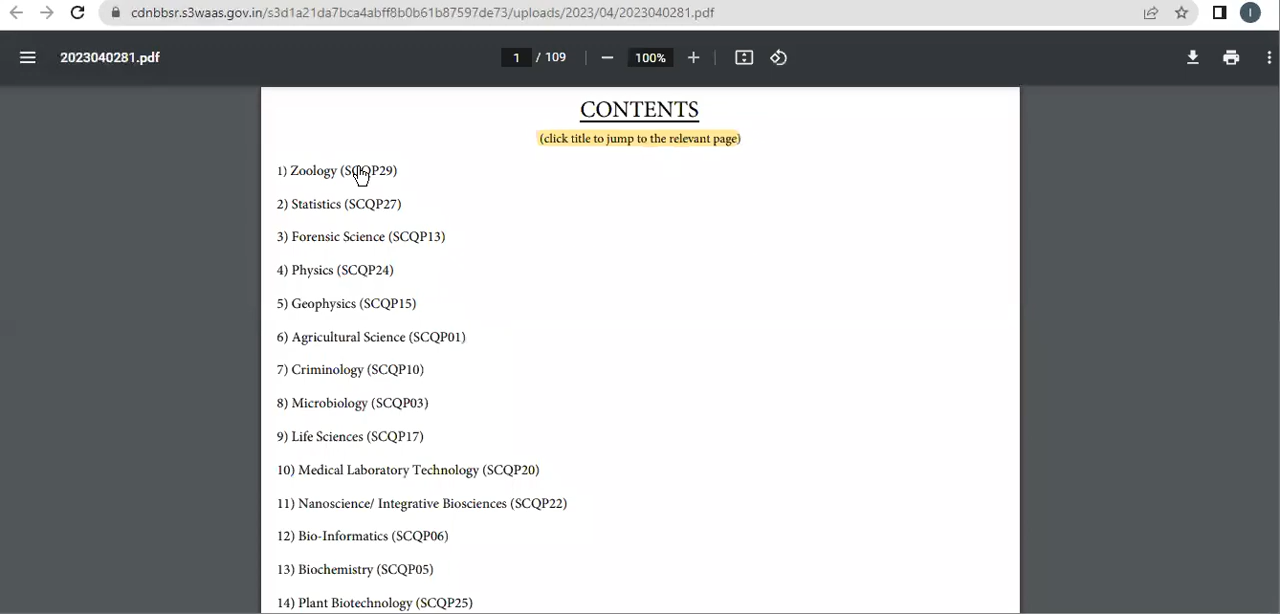 cdnbbsr.s3waas.gov.in/s3d1a21da7bca4abff8b0b61b87597de73/uploads/2023/04/2023040281.pdf
I
2023040281.pdf
1 / 109
100%
CONTENTS
(click title to jump to the relevant page)
1) Zoology (SCQP29)
2) Statistics (SCQP27)
3) Forensic Science (SCQP13)
4) Physics (SCQP24)
5) Geophysics (SCQP15)
6) Agricultural Science (SCQP01)
7) Criminology (SCQP10)
8) Microbiology (SCQP03)
9) Life Sciences (SCQP17)
10) Medical Laboratory Technology (SCQP20)
11) Nanoscience/ Integrative Biosciences (SCQP22)
12) Bio-Informatics (SCQP06)
13) Biochemistry (SCQP05)
14) Plant Biotechnology (SCQP25)